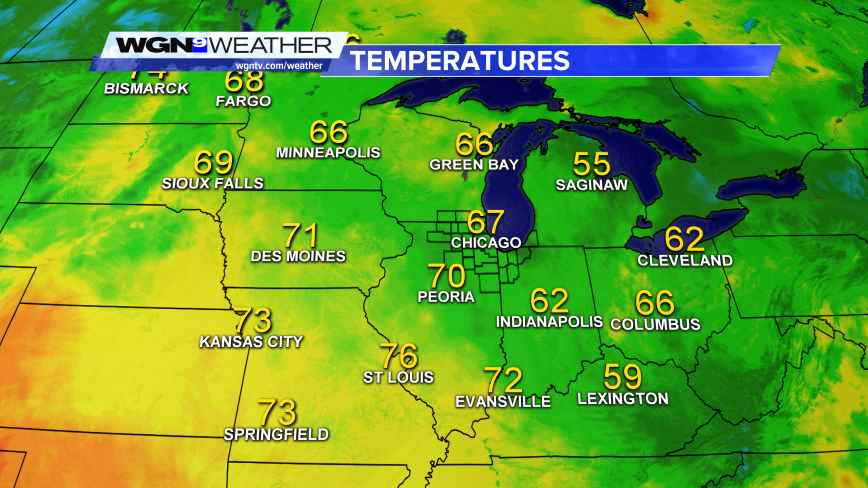 WGN 9 WEATHER
wgntv.com/weather
TEMPERATURES
BISMARCK
68
FARGO
66
MINNEAPOLIS
66
GREEN BAY
55
SAGINAW
69
SIOUX FALLS
71
DES MOINES
67
CHICAGO
62
CLEVELAND
70
PEORIA
62
INDIANAPOLIS
66
COLUMBUS
73
KANSAS CITY
76
ST LOUIS
72
EVANSVILLE
59
LEXINGTON
73
SPRINGFIELD